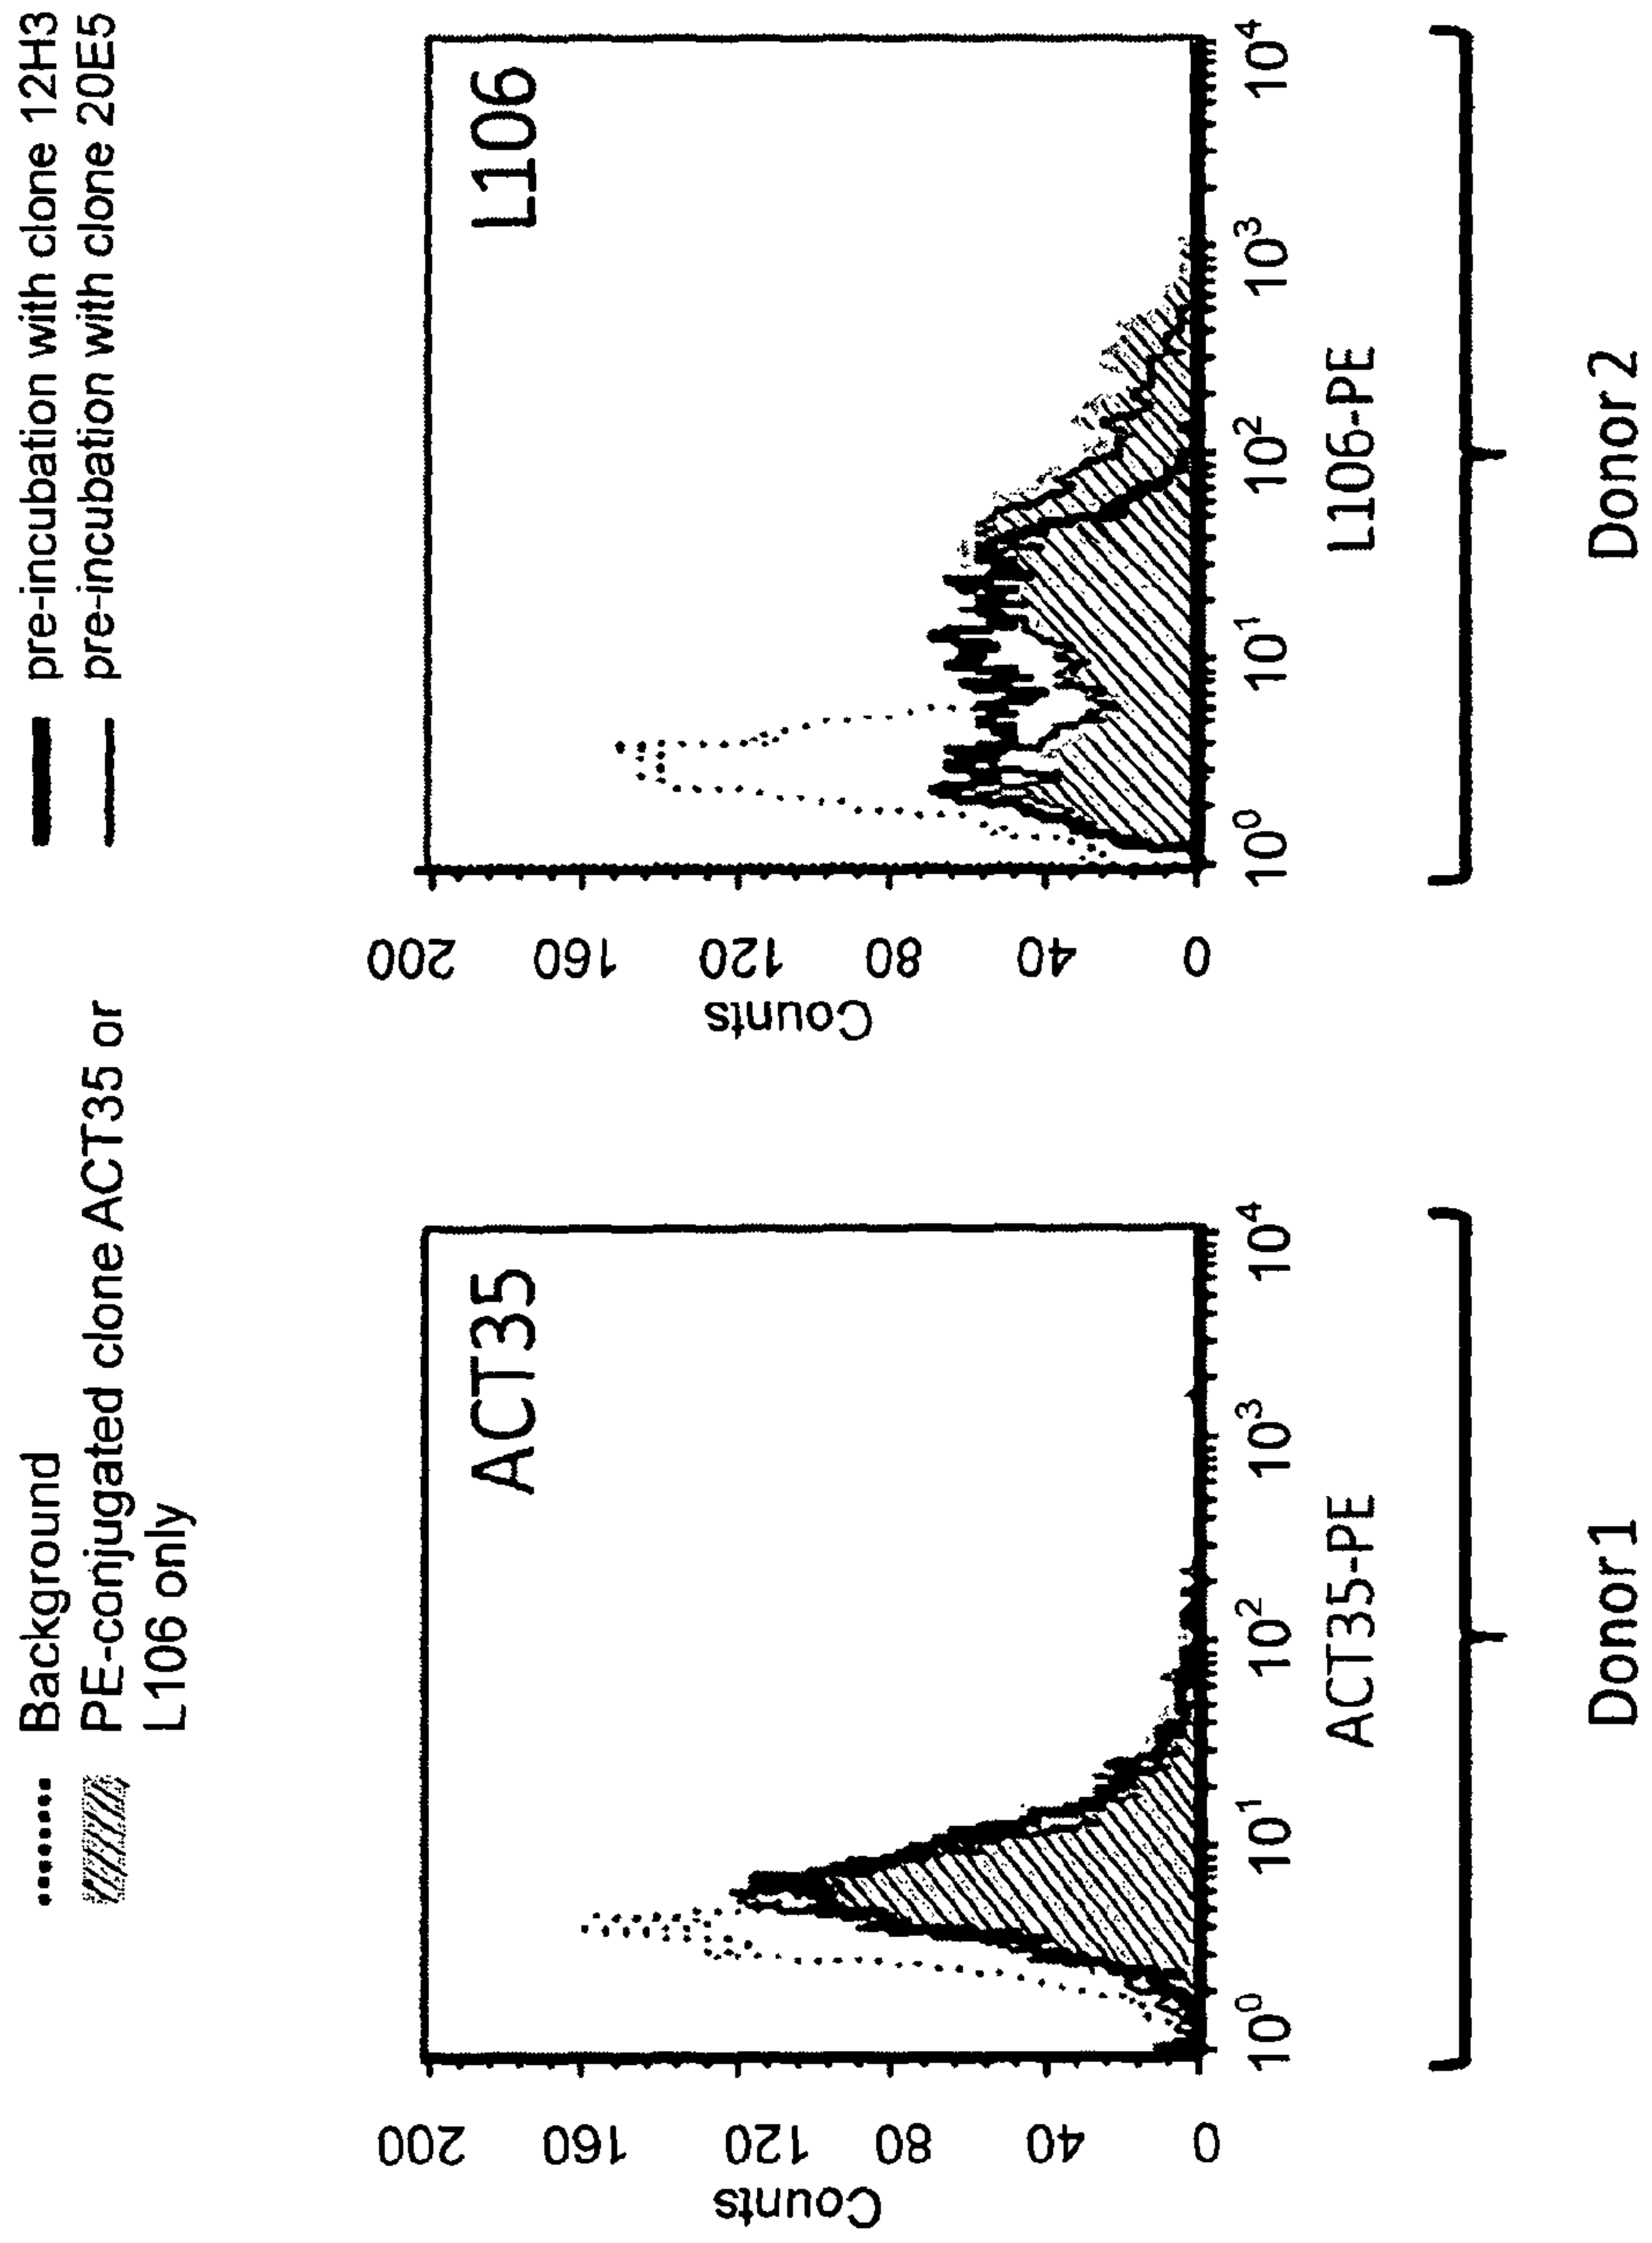 Background
PE-conjugated clone ACT35 or
L106 only
pre-incubation with clone 12H3
pre-incubation with clone 20E5
Counts
200
160
120
80
40
0
ACT35
10⁰ 10¹ 10² 10³ 10⁴
ACT35-PE
Donor 1
Counts
200
160
120
80
40
0
L106
10⁰ 10¹ 10² 10³ 10⁴
L106-PE
Donor 2